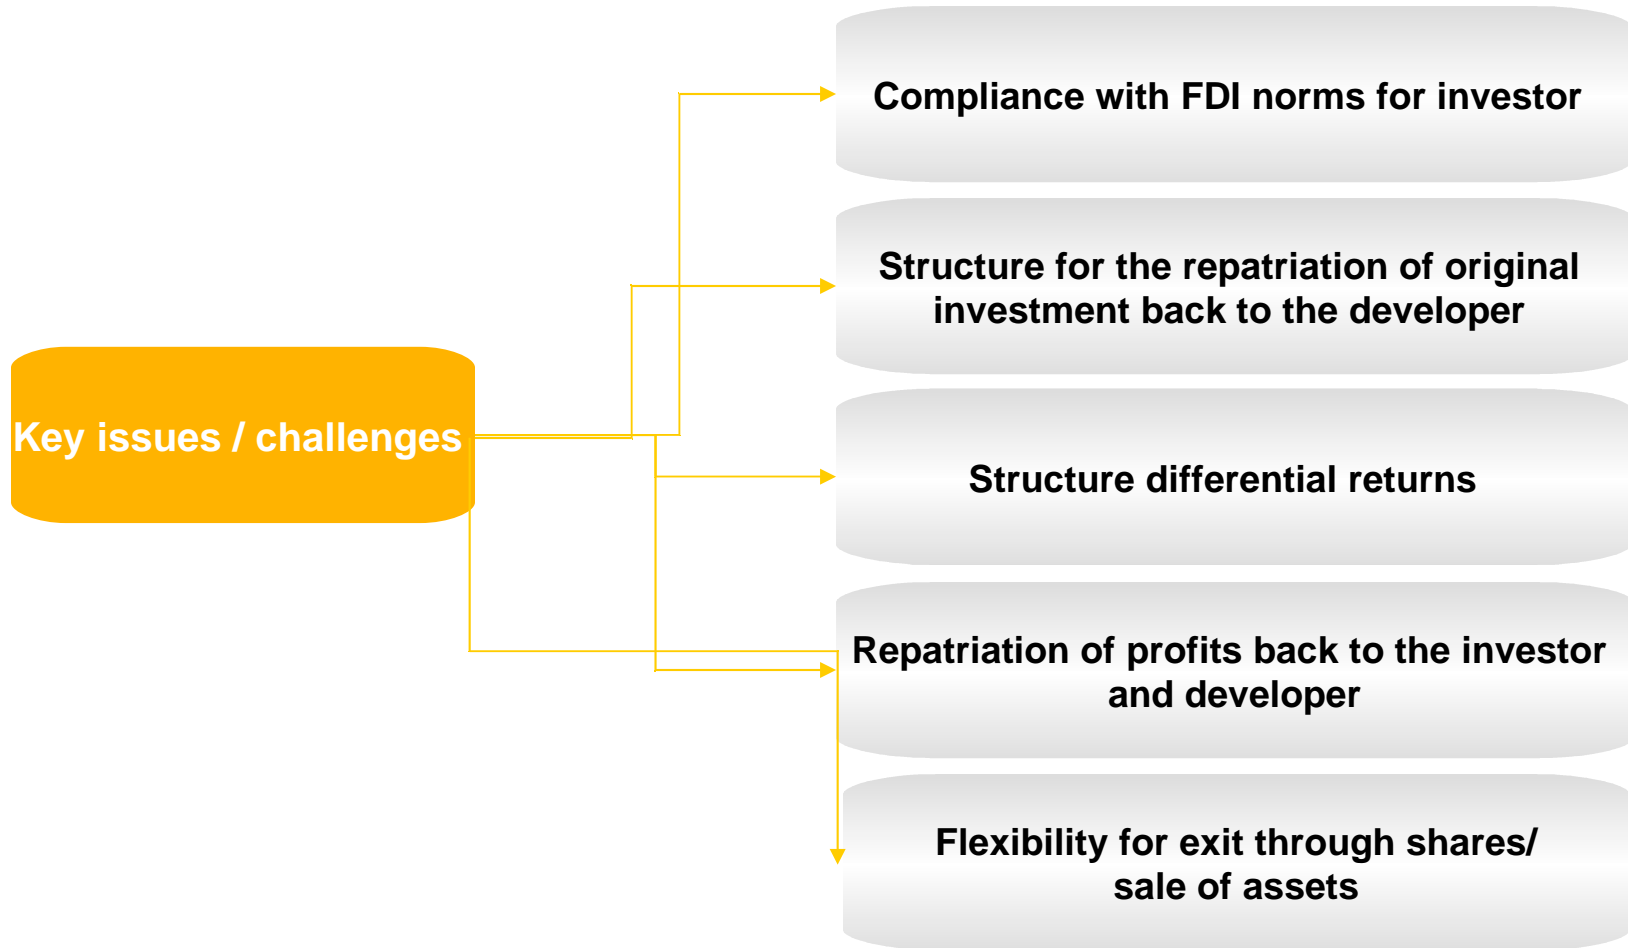 Compliance with FDI norms for investor
Structure for the repatriation of original
investment back to the developer
Key issues / challenges
Structure differential returns
Repatriation of profits back to the investor
and developer
Flexibility for exit through shares/
sale of assets